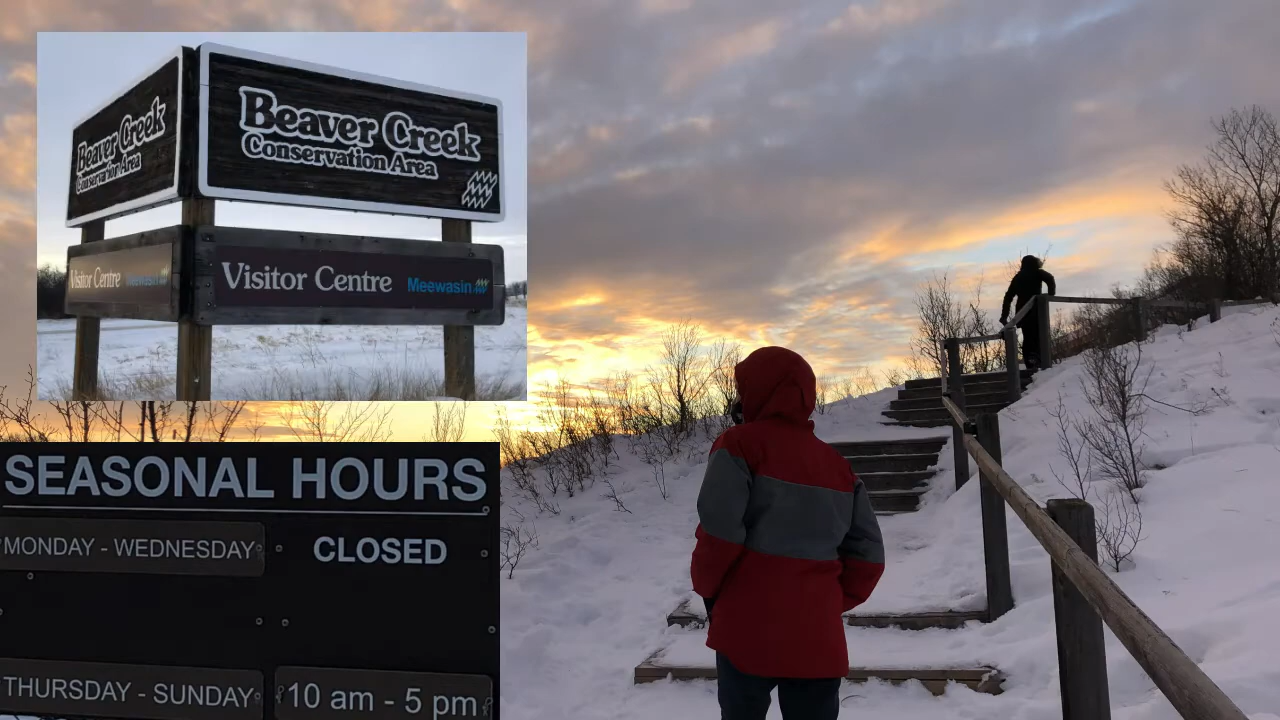 Beaver Creek
Conservation Area
Beaver Creek
Conservation Area
Visitor Centre Meewasin
Visitor Centre Meewasin
SEASONAL HOURS
MONDAY - WEDNESDAY CLOSED
THURSDAY - SUNDAY 10 am - 5 pm